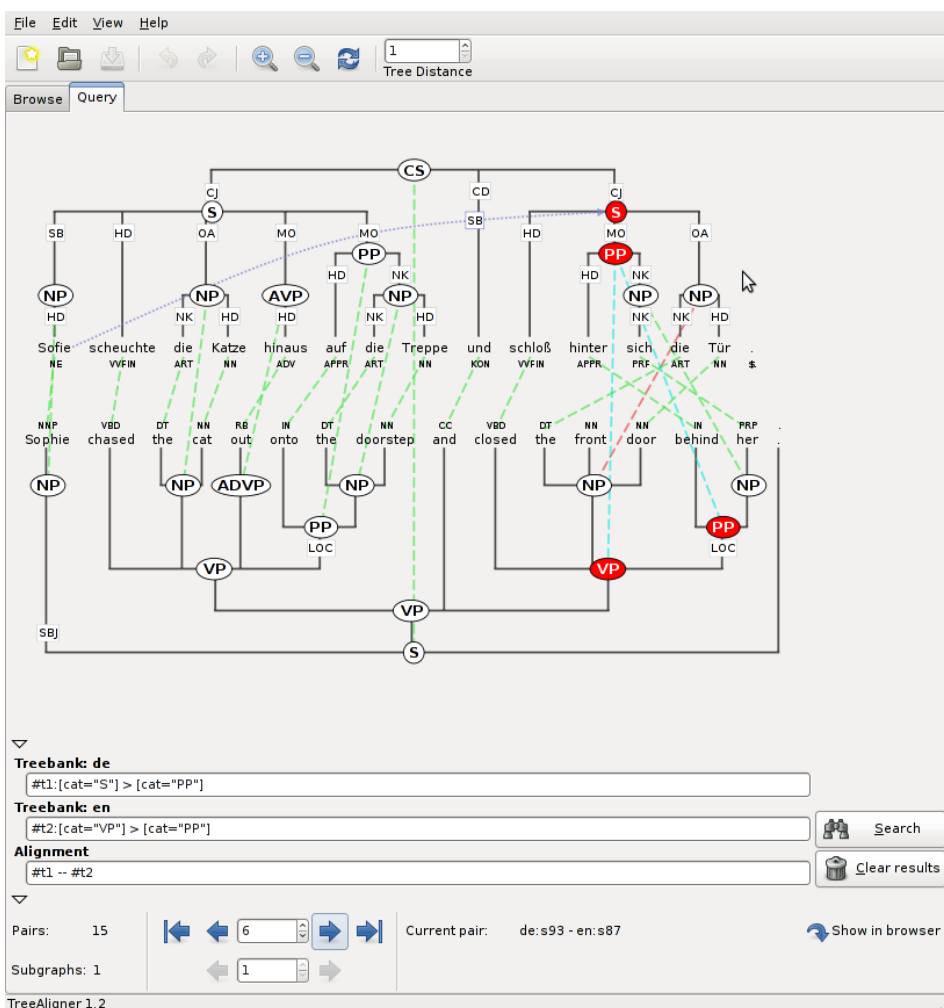 File Edit View Help
1
Tree Distance
Browse Query
CS
CJ CD CJ
S SB S
SB HD OA MO MO HD MO OA
PP PP
HD NK HD NK
NP NP AVP NP NP NP
HD NK HD HD NK HD NK NK HD
Sofie scheuchte die Katze hinaus auf die Treppe und schloß hinter sich die Tür .
NE VVFIN ART NN ADV APPR ART NN KON VVFIN APPR PRF ART NN $.
NNP VBD DT NN RB IN DT NN CC VBD DT NN NN IN PRP .
Sophie chased the cat out onto the doorstep and closed the front door behind her .
NP NP ADVP NP NP NP
PP PP
LOC LOC
VP VP
VP
SBJ
S
Treebank: de
#t1:[cat="S"] > [cat="PP"]
Treebank: en
#t2:[cat="VP"] > [cat="PP"]
Search
Alignment
#t1 -- #t2
Clear results
Pairs: 15 6 Current pair: de:s93 - en:s87 Show in browser
Subgraphs: 1 1
TreeAligner 1.2